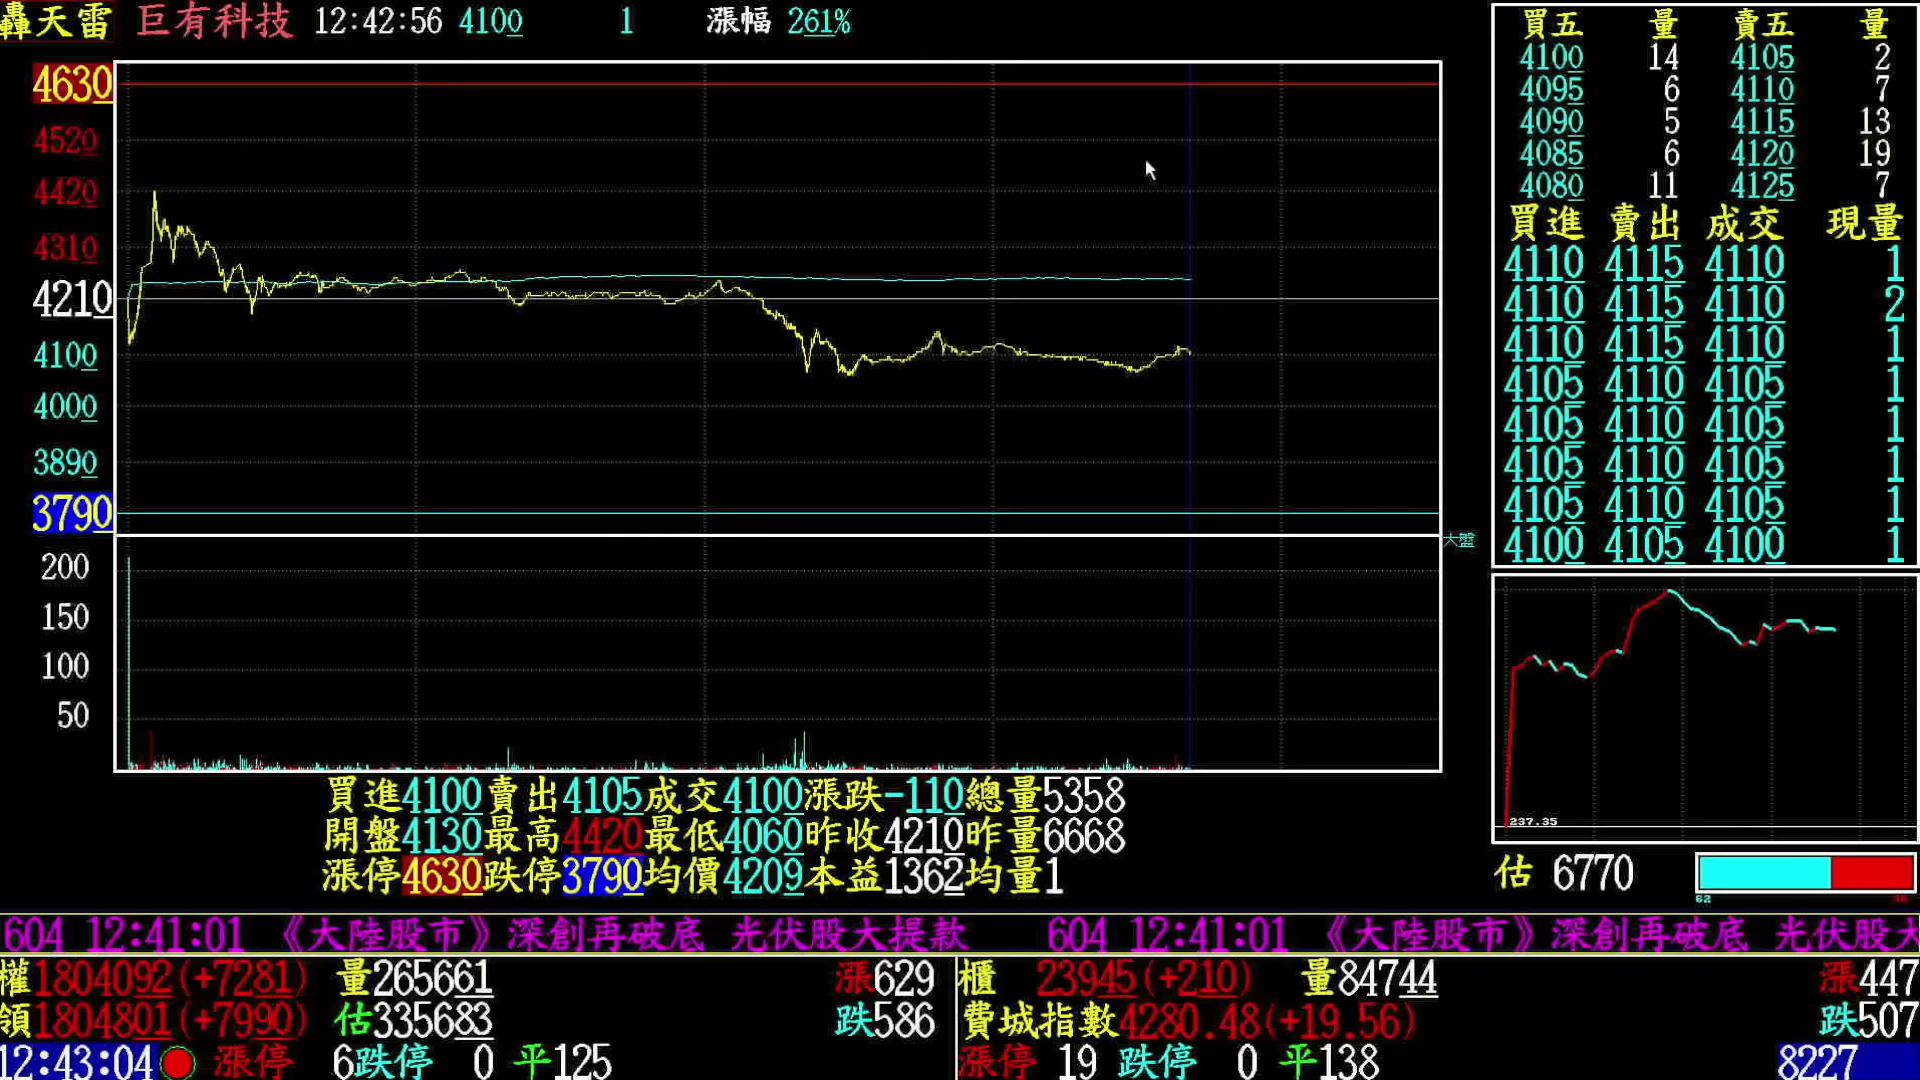 轟天雷 巨有科技 12:42:56 4100 1 漲幅 261%
4630
4520
4420
4310
4210
4100
4000
3890
3790
大盤
200
150
100
50
買五 量 賣五 量
4100 14 4105 2
4095 6 4110 7
4090 5 4115 13
4085 6 4120 19
4080 11 4125 7
買進 賣出 成交 現量
4110 4115 4110 1
4110 4115 4110 2
4110 4115 4110 1
4105 4110 4105 1
4105 4110 4105 1
4105 4110 4105 1
4105 4110 4105 1
4100 4105 4100 1
237.35
估 6770
62
買進4100賣出4105成交4100漲跌-110總量5358
開盤4130最高4420最低4060昨收4210昨量6668
漲停4630跌停3790均價4209本益1362均量1
604 12:41:01 《大陸股市》深創再破底 光伏股大提款 604 12:41:01 《大陸股市》深創再破底 光伏股大
權1804092(+7281) 量265661 漲629 櫃 23945(+210) 量84744 漲447
領1804801(+7990) 估335683 跌586 費城指數4280.48(+19.56) 跌507
12:43:04 漲停 6跌停 0 平125 漲停 19 跌停 0 平138 8227